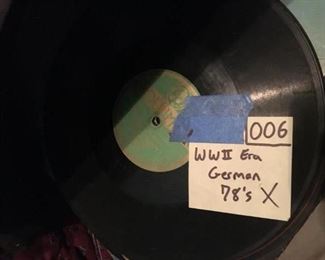 006
WWII Era
German
78's X